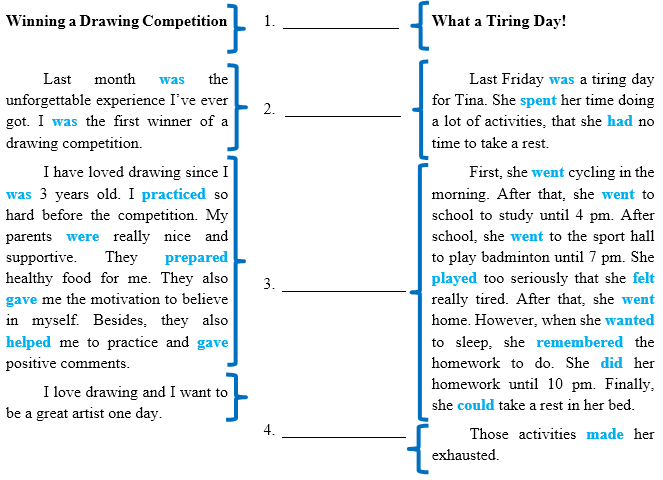 Winning a Drawing Competition
Last month was the
unforgettable experience I've ever
got. I was the first winner of a
drawing competition.
I have loved drawing since I
was 3 years old. I practiced so
hard before the competition. My
parents were really nice and
supportive. They prepared
healthy food for me. They also
gave me the motivation to believe
in myself. Besides, they also
helped me to practice and gave
positive comments.
I love drawing and I want to
be a great artist one day.
1. ________________
2. ________________
3. ________________
4. ________________
What a Tiring Day!
Last Friday was a tiring day
for Tina. She spent her time doing
a lot of activities, that she had no
time to take a rest.
First, she went cycling in the
morning. After that, she went to
school to study until 4 pm. After
school, she went to the sport hall
to play badminton until 7 pm. She
played too seriously that she felt
really tired. After that, she went
home. However, when she wanted
to sleep, she remembered the
homework to do. She did her
homework until 10 pm. Finally,
she could take a rest in her bed.
Those activities made her
exhausted.